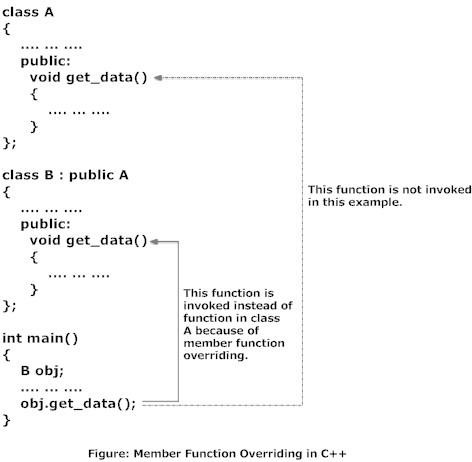 class A
{
.... ... ....
public:
void get_data()
{
.... ... ....
}
};
class B : public A
{
.... ... ....
public:
void get_data()
{
.... ... ....
}
};
int main()
{
B obj;
.... ... ....
obj.get_data();
}
This function is not invoked
in this example.
This function is
invoked instead of
function in class
A because of
member function
overriding.
Figure: Member Function Overriding in C++